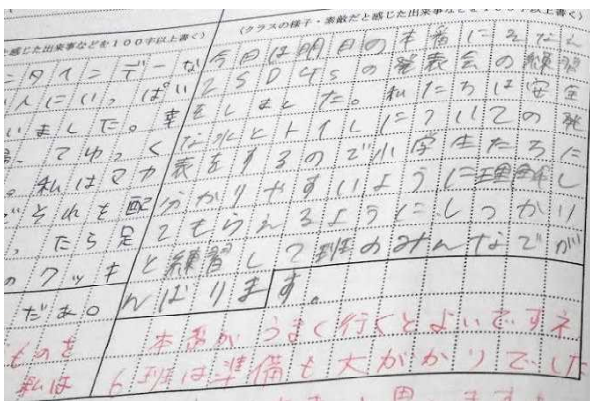 (クラスの様子・素敵だと感じた出来事などを100字以上書く)
今日は明日の本番にそなえ
てSDGsの発表会の練習
をしました。私たちは安全
な水とトイレについての発
表をするので小学生たちに
分かりやすいように理解し
てもらえるようにしっかり
と練習して班のみんなでが
んばります。
本番がうまく行くとよいですネ
6班は準備も大がかりでした
と感じた出来事などを100字以上書く)
ンタインデーな
人にいっぱい
いました。幸
てゆっく
。私はマカ
それを配
たら足
のクッキ
だぁ。
ものを
私は